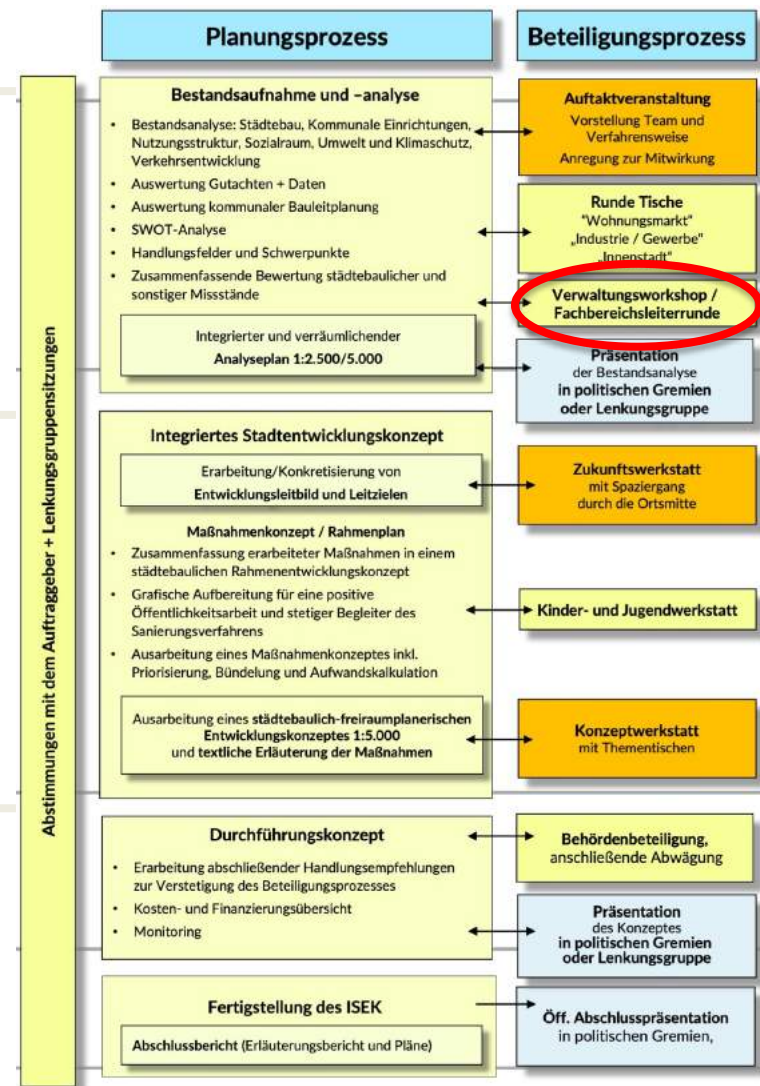 Planungsprozess
Beteiligungsprozess
Abstimmungen mit dem Auftraggeber + Lenkungsgruppensitzungen
Bestandsaufnahme und –analyse
• Bestandsanalyse: Städtebau, Kommunale Einrichtungen,
Nutzungsstruktur, Sozialraum, Umwelt und Klimaschutz,
Verkehrsentwicklung
• Auswertung Gutachten + Daten
• Auswertung kommunaler Bauleitplanung
• SWOT-Analyse
• Handlungsfelder und Schwerpunkte
• Zusammenfassende Bewertung städtebaulicher und
sonstiger Missstände
Integrierter und verräumlichender
Analyseplan 1:2.500/5.000
Auftaktveranstaltung
Vorstellung Team und
Verfahrensweise
Anregung zur Mitwirkung
Runde Tische
"Wohnungsmarkt"
„Industrie / Gewerbe"
„Innenstadt"
Verwaltungsworkshop /
Fachbereichsleiterrunde
Präsentation
der Bestandsanalyse
in politischen Gremien
oder Lenkungsgruppe
Integriertes Stadtentwicklungskonzept
Erarbeitung/Konkretisierung von
Entwicklungsleitbild und Leitzielen
Maßnahmenkonzept / Rahmenplan
• Zusammenfassung erarbeiteter Maßnahmen in einem
städtebaulichen Rahmenentwicklungskonzept
• Grafische Aufbereitung für eine positive
Öffentlichkeitsarbeit und stetiger Begleiter des
Sanierungsverfahrens
• Ausarbeitung eines Maßnahmenkonzeptes inkl.
Priorisierung, Bündelung und Aufwandskalkulation
Ausarbeitung eines städtebaulich-freiraumplanerischen
Entwicklungskonzeptes 1:5.000
und textliche Erläuterung der Maßnahmen
Zukunftswerkstatt
mit Spaziergang
durch die Ortsmitte
Kinder- und Jugendwerkstatt
Konzeptwerkstatt
mit Thementischen
Durchführungskonzept
• Erarbeitung abschließender Handlungsempfehlungen
zur Verstetigung des Beteiligungsprozesses
• Kosten- und Finanzierungsübersicht
• Monitoring
Behördenbeteiligung,
anschließende Abwägung
Präsentation
des Konzeptes
in politischen Gremien
oder Lenkungsgruppe
Fertigstellung des ISEK
Abschlussbericht (Erläuterungsbericht und Pläne)
Öff. Abschlusspräsentation
in politischen Gremien,